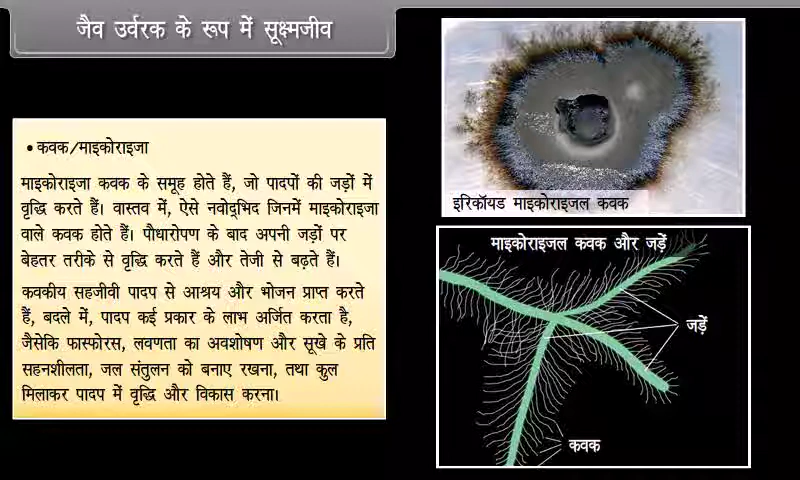 जैव उर्वरक के रूप में सूक्ष्मजीव
• कवक/माइकोराइजा
माइकोराइजा कवक के समूह होते हैं, जो पादपों की जड़ों में
वृद्धि करते हैं। वास्तव में, ऐसे नवोद्भिद जिनमें माइकोराइजा
वाले कवक होते हैं। पौधारोपण के बाद अपनी जड़ों पर
बेहतर तरीके से वृद्धि करते हैं और तेजी से बढ़ते हैं।
कवकीय सहजीवी पादप से आश्रय और भोजन प्राप्त करते
हैं, बदले में, पादप कई प्रकार के लाभ अर्जित करता है,
जैसेकि फास्फोरस, लवणता का अवशोषण और सूखे के प्रति
सहनशीलता, जल संतुलन को बनाए रखना, तथा कुल
मिलाकर पादप में वृद्धि और विकास करना।
इरिकॉयड माइकोराइजल कवक
माइकोराइजल कवक और जड़ें
जड़ें
कवक